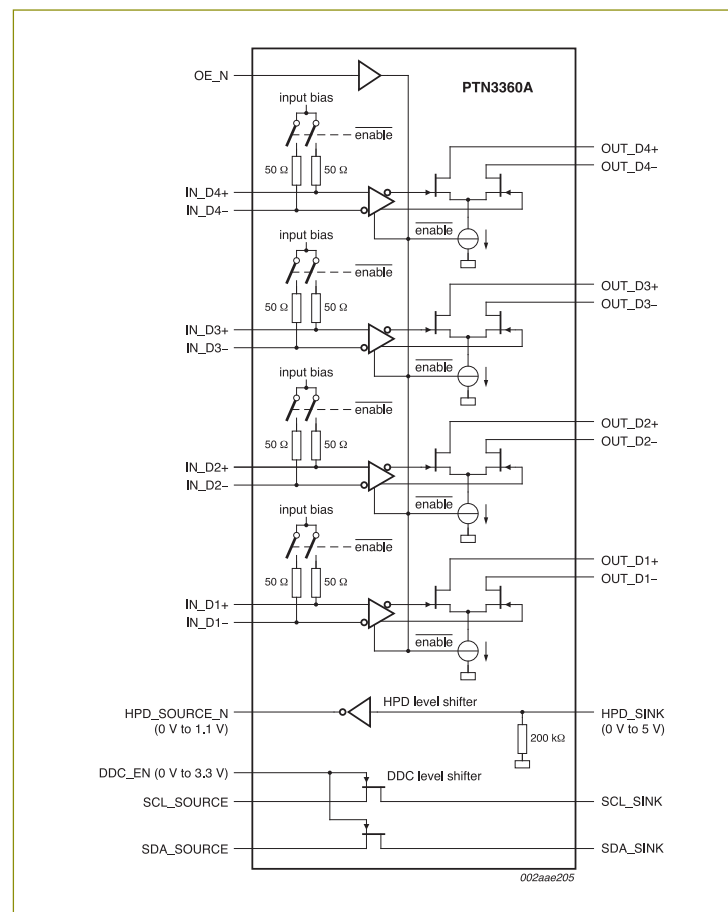 OE_N
PTN3360A
input bias
enable
50 Ω 50 Ω
OUT_D4+
OUT_D4−
IN_D4+
IN_D4−
enable
input bias
enable
50 Ω 50 Ω
OUT_D3+
OUT_D3−
IN_D3+
IN_D3−
enable
input bias
enable
50 Ω 50 Ω
OUT_D2+
OUT_D2−
IN_D2+
IN_D2−
enable
input bias
enable
50 Ω 50 Ω
OUT_D1+
OUT_D1−
IN_D1+
IN_D1−
enable
HPD level shifter
HPD_SOURCE_N
(0 V to 1.1 V)
HPD_SINK
(0 V to 5 V)
200 kΩ
DDC_EN (0 V to 3.3 V)
DDC level shifter
SCL_SOURCE
SCL_SINK
SDA_SOURCE
SDA_SINK
002aae205